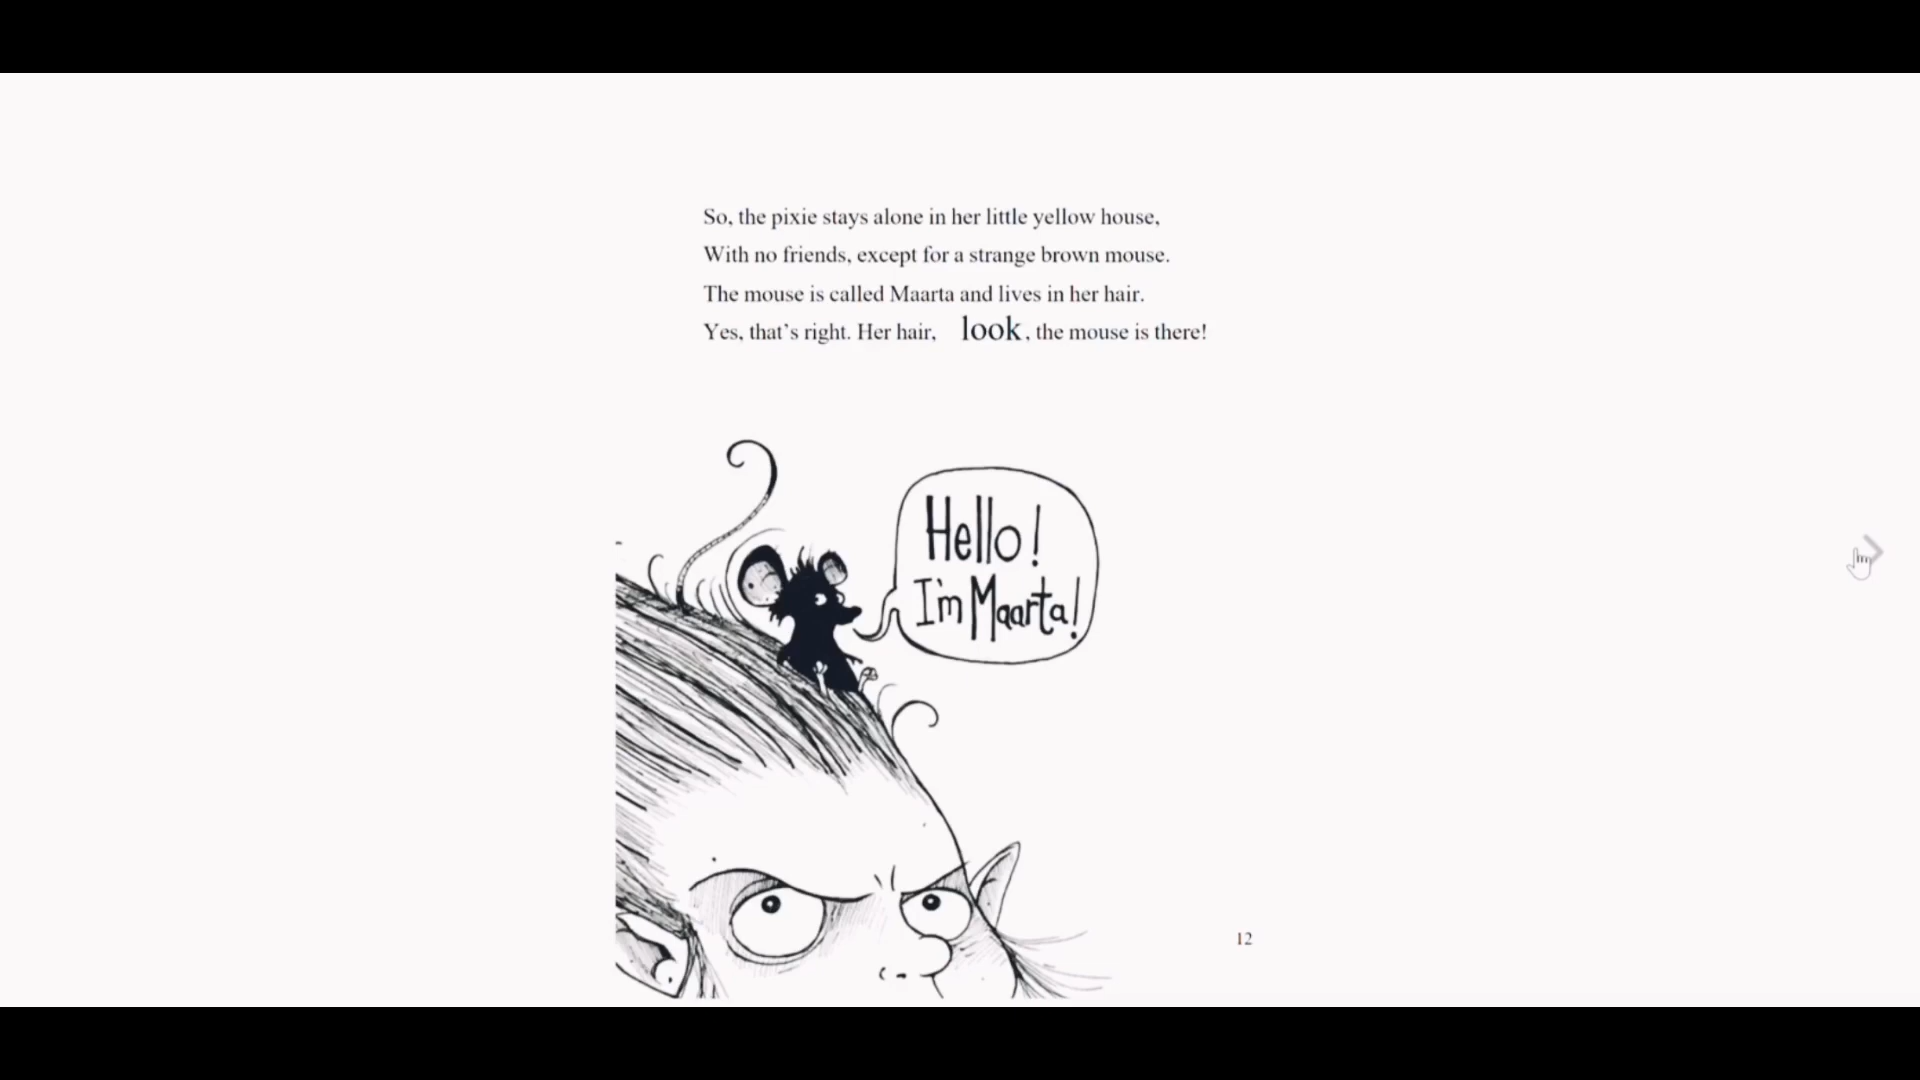 So, the pixie stays alone in her little yellow house,
With no friends, except for a strange brown mouse.
The mouse is called Maarta and lives in her hair.
Yes, that’s right. Her hair, look, the mouse is there!
Hello!
I'm Maarta!
12